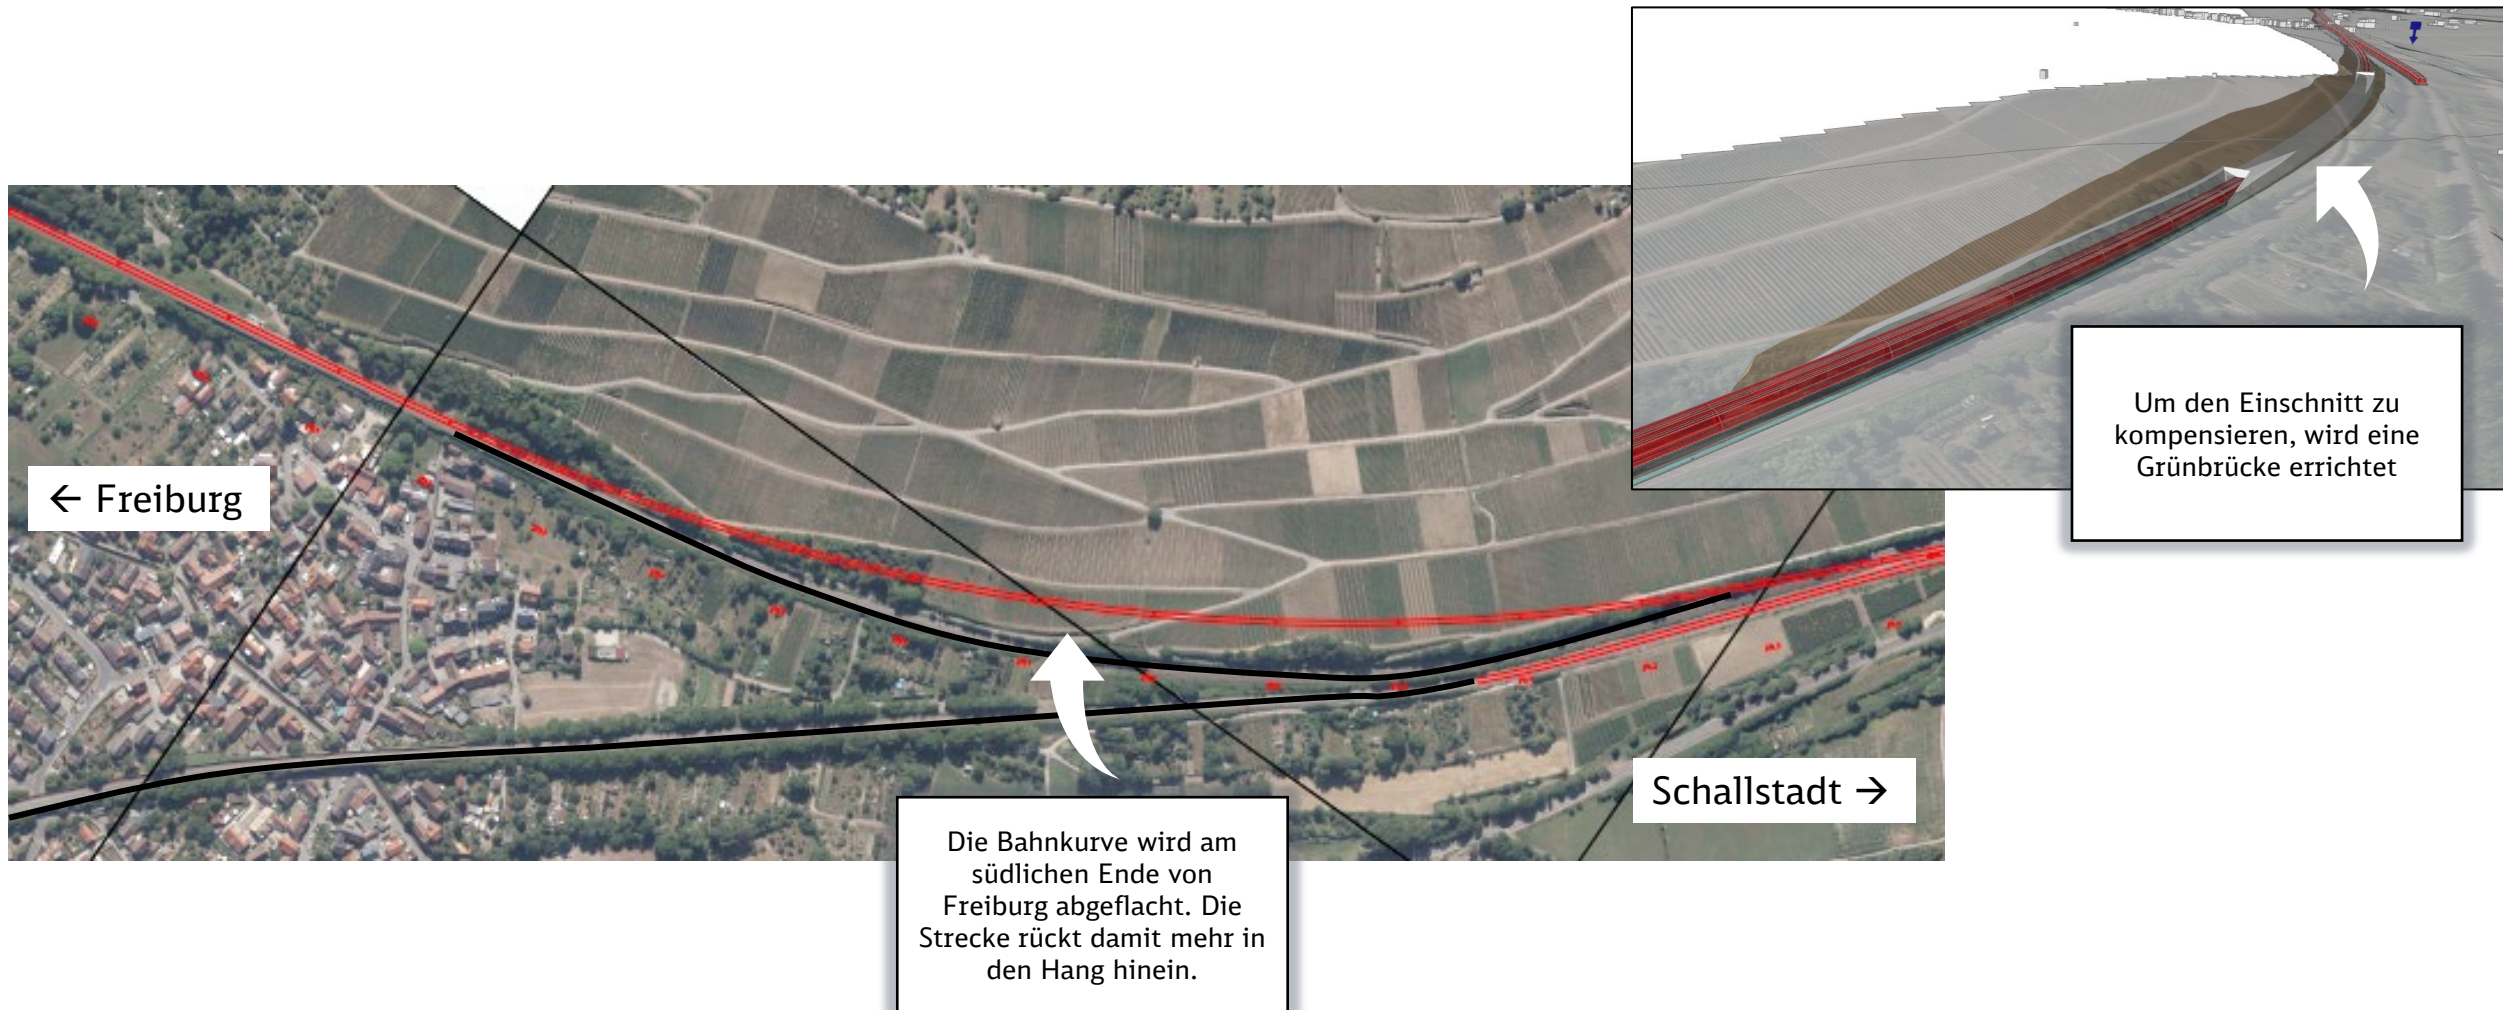 Um den Einschnitt zu
kompensieren, wird eine
Grünbrücke errichtet
← Freiburg
Schallstadt →
Die Bahnkurve wird am
südlichen Ende von
Freiburg abgeflacht. Die
Strecke rückt damit mehr in
den Hang hinein.